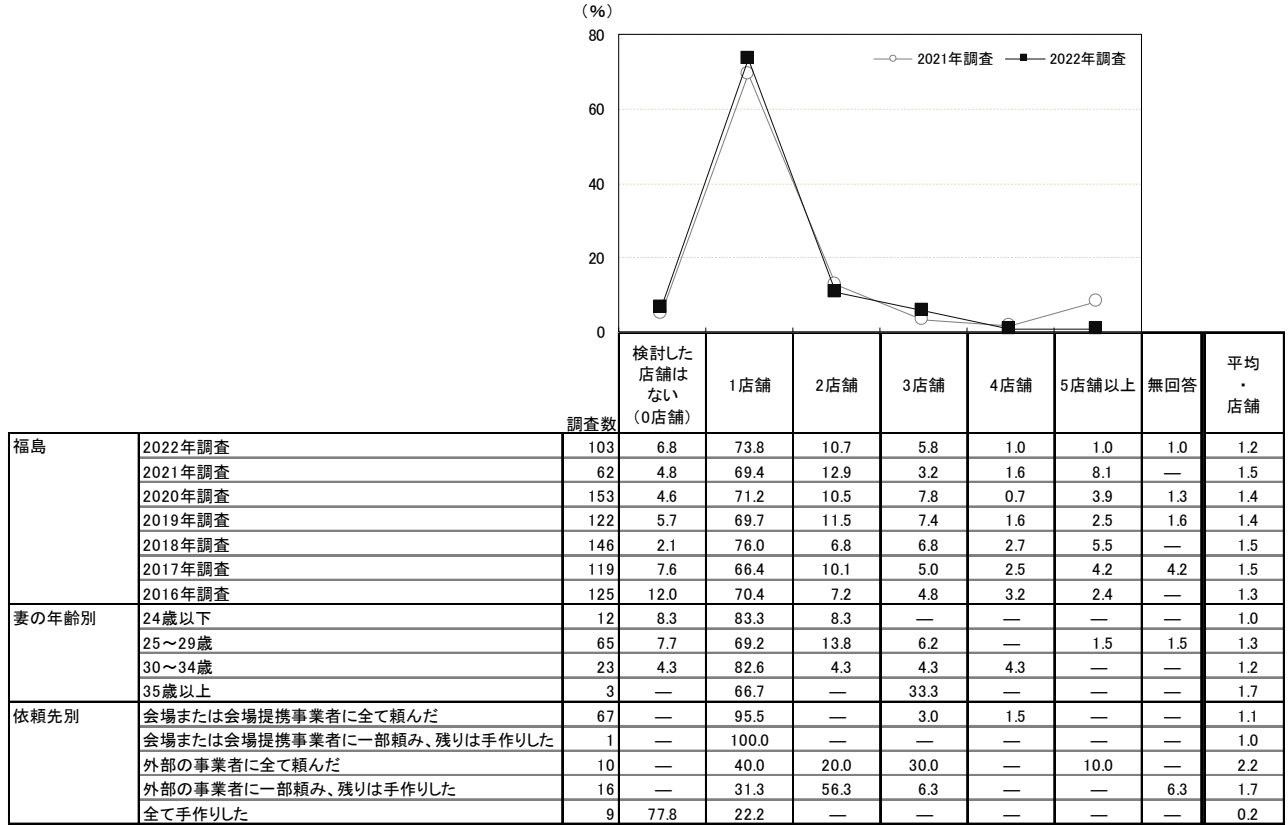 （%）
80
60
40
20
0
2021年調査 2022年調査
調査数 検討した店舗はない（0店舗） 1店舗 2店舗 3店舗 4店舗 5店舗以上 無回答 平均・店舗
福島 2022年調査 103 6.8 73.8 10.7 5.8 1.0 1.0 1.0 1.2
2021年調査 62 4.8 69.4 12.9 3.2 1.6 8.1 — 1.5
2020年調査 153 4.6 71.2 10.5 7.8 0.7 3.9 1.3 1.4
2019年調査 122 5.7 69.7 11.5 7.4 1.6 2.5 1.6 1.4
2018年調査 146 2.1 76.0 6.8 6.8 2.7 5.5 — 1.5
2017年調査 119 7.6 66.4 10.1 5.0 2.5 4.2 4.2 1.5
2016年調査 125 12.0 70.4 7.2 4.8 3.2 2.4 — 1.3
妻の年齢別 24歳以下 12 8.3 83.3 8.3 — — — — 1.0
25～29歳 65 7.7 69.2 13.8 6.2 — 1.5 1.5 1.3
30～34歳 23 4.3 82.6 4.3 4.3 4.3 — — 1.2
35歳以上 3 — 66.7 — 33.3 — — — 1.7
依頼先別 会場または会場提携事業者に全て頼んだ 67 — 95.5 — 3.0 1.5 — — 1.1
会場または会場提携事業者に一部頼み、残りは手作りした 1 — 100.0 — — — — — 1.0
外部の事業者に全て頼んだ 10 — 40.0 20.0 30.0 — 10.0 — 2.2
外部の事業者に一部頼み、残りは手作りした 16 — 31.3 56.3 6.3 — — 6.3 1.7
全て手作りした 9 77.8 22.2 — — — — — 0.2